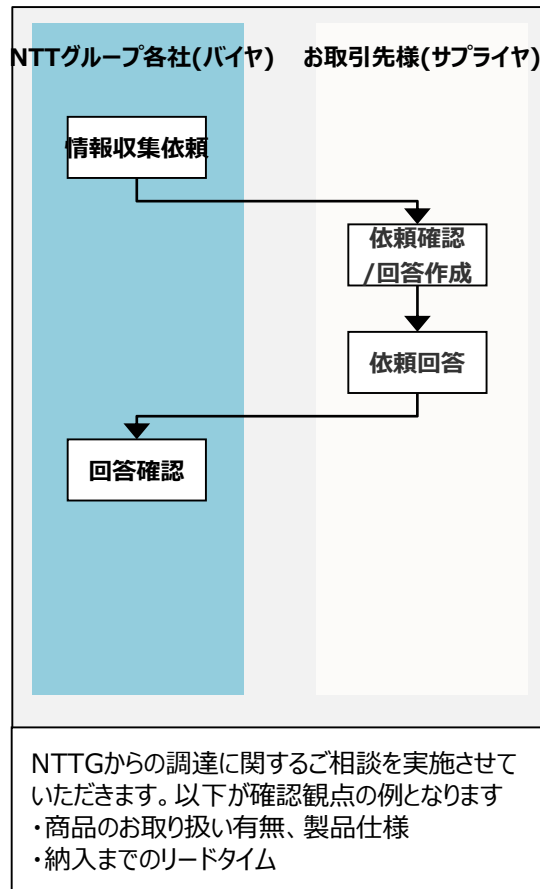 NTTグループ各社(バイヤ)
お取引先様(サプライヤ)
情報収集依頼
依頼確認
/回答作成
依頼回答
回答確認
NTTGからの調達に関するご相談を実施させて
いただきます。以下が確認観点の例となります
・商品のお取り扱い有無、製品仕様
・納入までのリードタイム